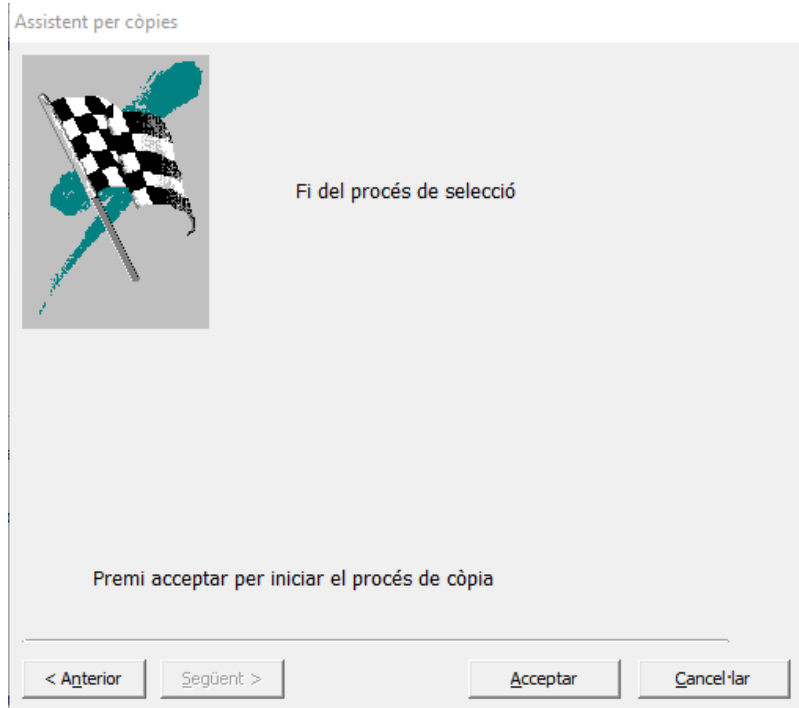 Assistent per còpies
Fi del procés de selecció
Premi acceptar per iniciar el procés de còpia
< Anterior
Següent >
Acceptar
Cancel·lar